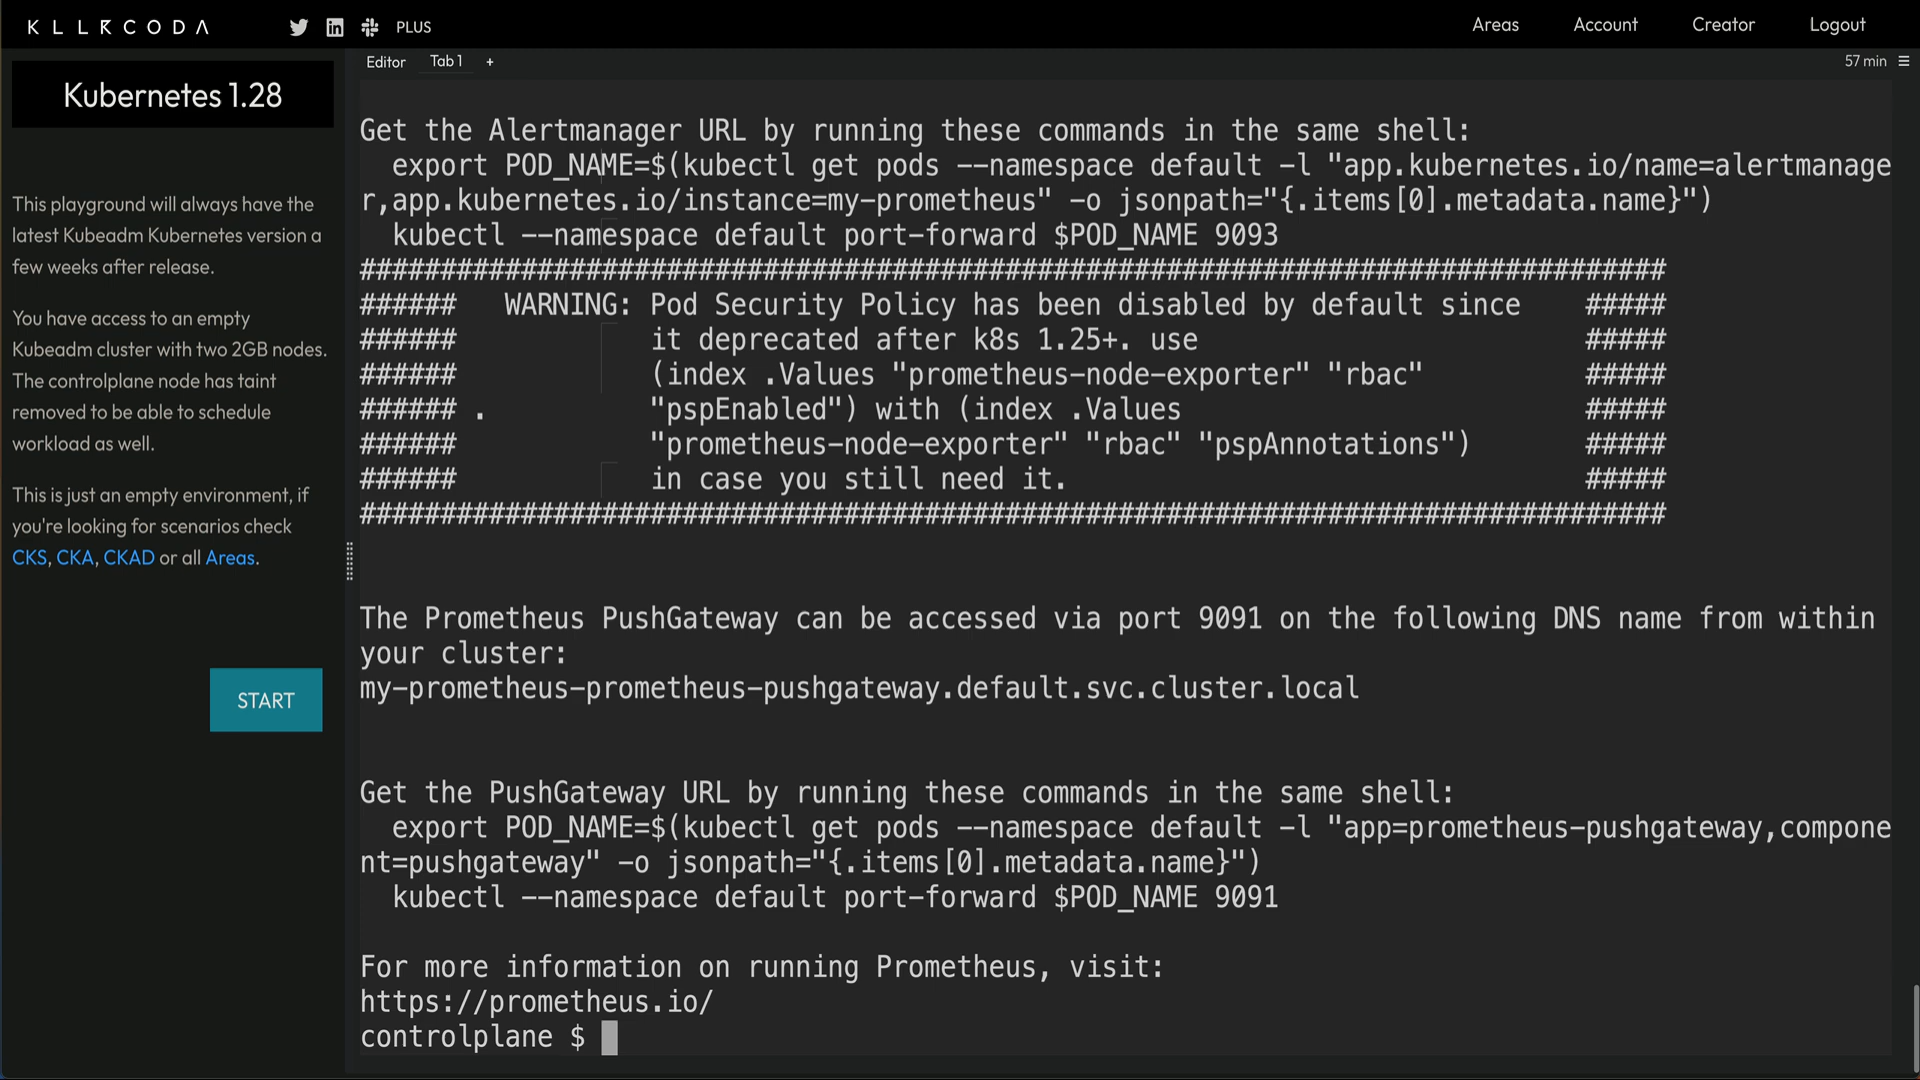 KLLRCODA PLUS Areas Account Creator Logout
Editor Tab 1 + 57 min
Kubernetes 1.28
This playground will always have the
latest Kubeadm Kubernetes version a
few weeks after release.
You have access to an empty
Kubeadm cluster with two 2GB nodes.
The controlplane node has taint
removed to be able to schedule
workload as well.
This is just an empty environment, if
you're looking for scenarios check
CKS, CKA, CKAD or all Areas.
START
Get the Alertmanager URL by running these commands in the same shell:
  export POD_NAME=$(kubectl get pods --namespace default -l "app.kubernetes.io/name=alertmanage
r,app.kubernetes.io/instance=my-prometheus" -o jsonpath="{.items[0].metadata.name}")
  kubectl --namespace default port-forward $POD_NAME 9093
#################################################################################
######   WARNING: Pod Security Policy has been disabled by default since    #####
######            it deprecated after k8s 1.25+. use                        #####
######            (index .Values "prometheus-node-exporter" "rbac"          #####
###### .          "pspEnabled") with (index .Values                         #####
######            "prometheus-node-exporter" "rbac" "pspAnnotations")       #####
######            in case you still need it.                                #####
#################################################################################
The Prometheus PushGateway can be accessed via port 9091 on the following DNS name from within
your cluster:
my-prometheus-prometheus-pushgateway.default.svc.cluster.local
Get the PushGateway URL by running these commands in the same shell:
  export POD_NAME=$(kubectl get pods --namespace default -l "app=prometheus-pushgateway,compone
nt=pushgateway" -o jsonpath="{.items[0].metadata.name}")
  kubectl --namespace default port-forward $POD_NAME 9091
For more information on running Prometheus, visit:
https://prometheus.io/
controlplane $